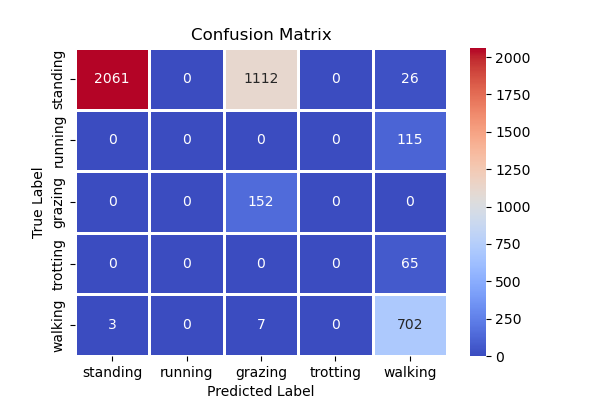 Confusion Matrix
True Label
standing 2061 0 1112 0 26
running 0 0 0 0 115
grazing 0 0 152 0 0
trotting 0 0 0 0 65
walking 3 0 7 0 702
standing running grazing trotting walking
Predicted Label
2000
1750
1500
1250
1000
750
500
250
0